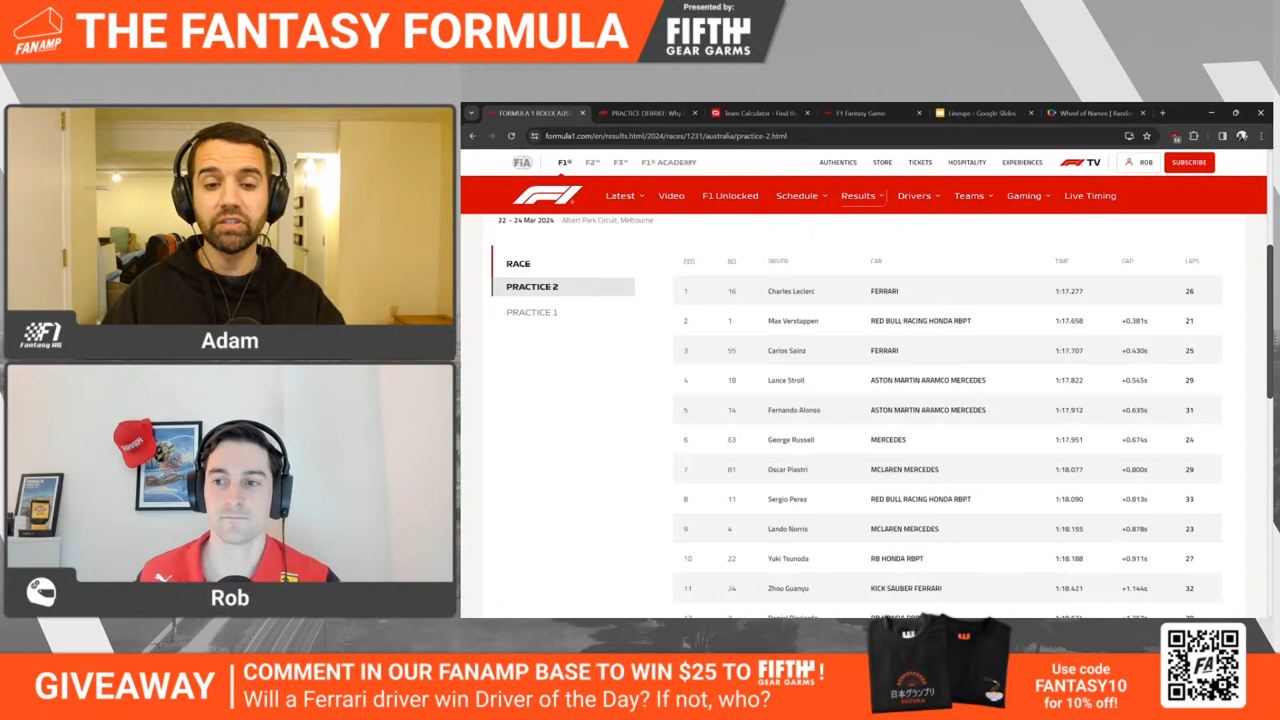 FANAMP
THE FANTASY FORMULA
Presented by:
FIFTH
GEAR GARMS
FORMULA 1 ROLEX AUST
PRACTICE DEBRIEF: Why
Team Calculator - Find th
F1 Fantasy Game
Lineups - Google Slides
Wheel of Names | Rando
formula1.com/en/results.html/2024/races/1231/australia/practice-2.html
FIA
F1®
F2™
F3™
F1® ACADEMY
AUTHENTICS
STORE
TICKETS
HOSPITALITY
EXPERIENCES
F1 TV
ROB
SUBSCRIBE
Latest
Video
F1 Unlocked
Schedule
Results
Drivers
Teams
Gaming
Live Timing
22 - 24 Mar 2024 Albert Park Circuit, Melbourne
RACE
PRACTICE 2
PRACTICE 1
POS NO DRIVER CAR TIME GAP LAPS
1 16 Charles Leclerc FERRARI 1:17.277 26
2 1 Max Verstappen RED BULL RACING HONDA RBPT 1:17.658 +0.381s 21
3 55 Carlos Sainz FERRARI 1:17.707 +0.430s 25
4 18 Lance Stroll ASTON MARTIN ARAMCO MERCEDES 1:17.822 +0.545s 29
5 14 Fernando Alonso ASTON MARTIN ARAMCO MERCEDES 1:17.912 +0.635s 31
6 63 George Russell MERCEDES 1:17.951 +0.674s 24
7 81 Oscar Piastri MCLAREN MERCEDES 1:18.077 +0.800s 29
8 11 Sergio Perez RED BULL RACING HONDA RBPT 1:18.090 +0.813s 33
9 4 Lando Norris MCLAREN MERCEDES 1:18.155 +0.878s 23
10 22 Yuki Tsunoda RB HONDA RBPT 1:18.188 +0.911s 27
11 24 Zhou Guanyu KICK SAUBER FERRARI 1:18.421 +1.144s 32
F1
Fantasy HQ
Adam
Rob
GIVEAWAY
COMMENT IN OUR FANAMP BASE TO WIN $25 TO FIFTH GEAR GARMS!
Will a Ferrari driver win Driver of the Day? If not, who?
日本グランプリ
SUZUKA
Use code
FANTASY10
for 10% off!
FA